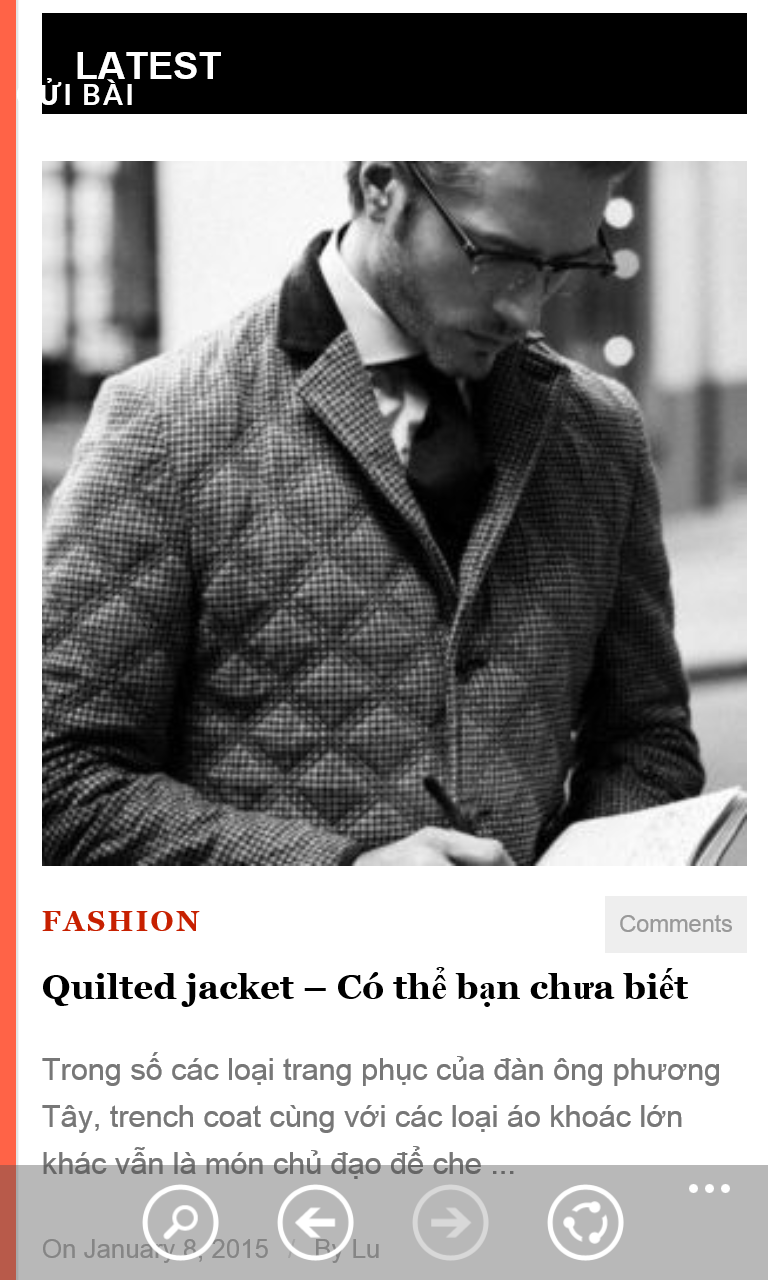 LATEST
ỬI BÀI
FASHION
Comments
Quilted jacket – Có thể bạn chưa biết
Trong số các loại trang phục của đàn ông phương
Tây, trench coat cùng với các loại áo khoác lớn
khác vẫn là món chủ đạo để che ...
On January 8, 2015 / By Lu